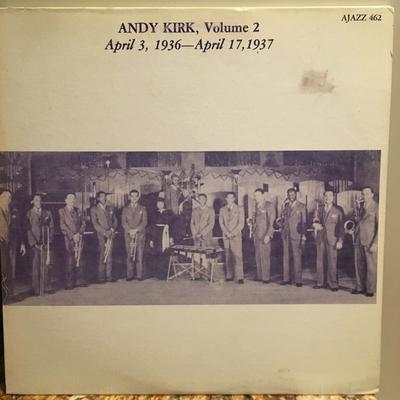 AJAZZ 462
ANDY KIRK, Volume 2
April 3, 1936—April 17,1937